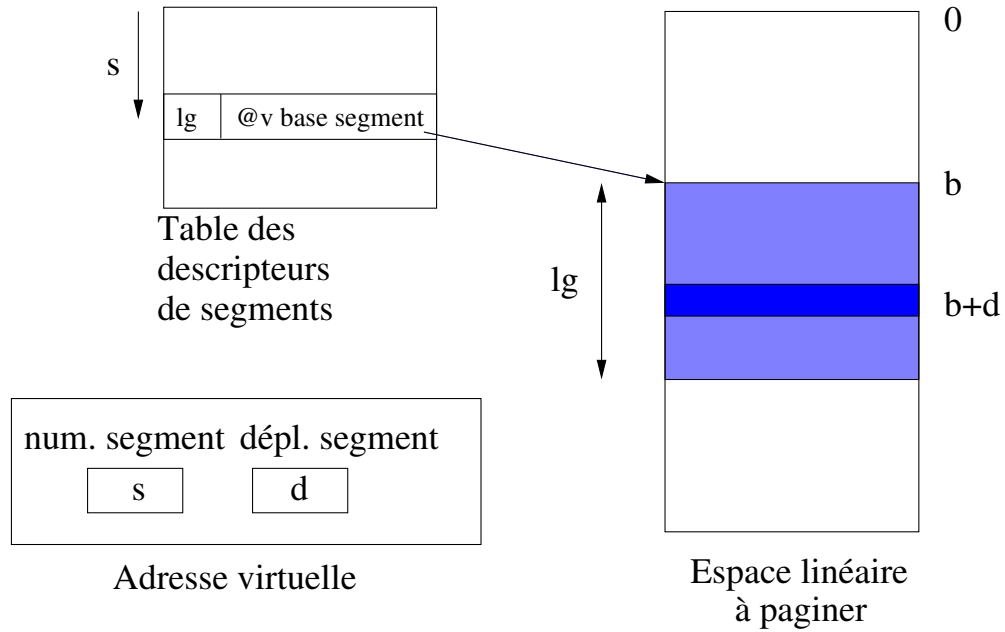 0
s
lg
@v base segment
b
Table des
descripteurs
de segments
lg
b+d
num. segment
dépl. segment
s
d
Adresse virtuelle
Espace linéaire
à paginer